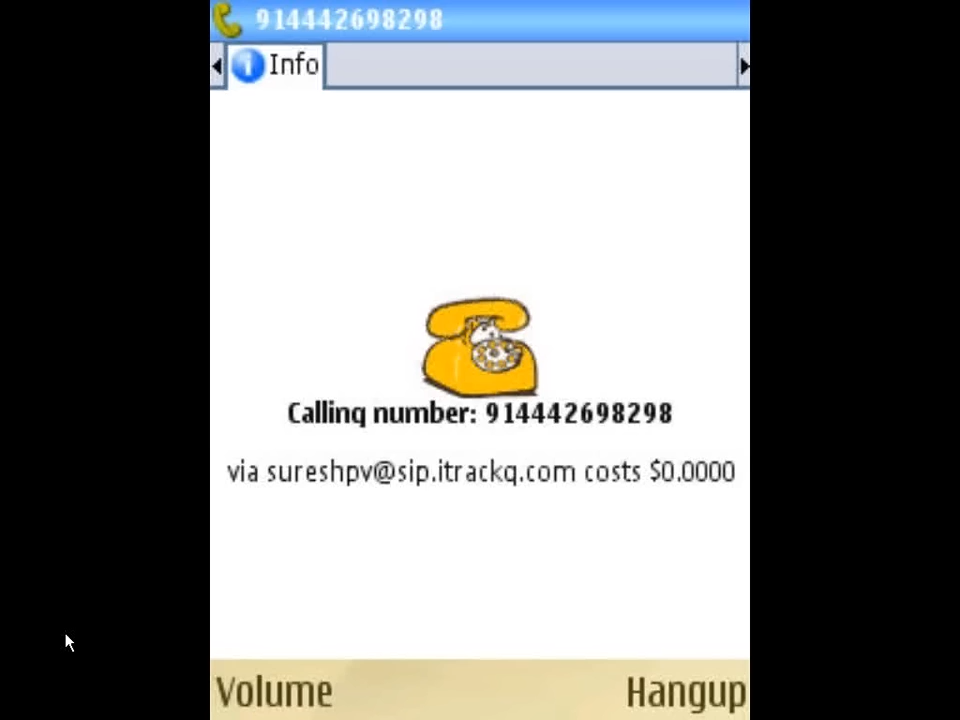 914442698298
Info
Calling number: 914442698298
via sureshpv@sip.itrackq.com costs $0.0000
Volume
Hangup